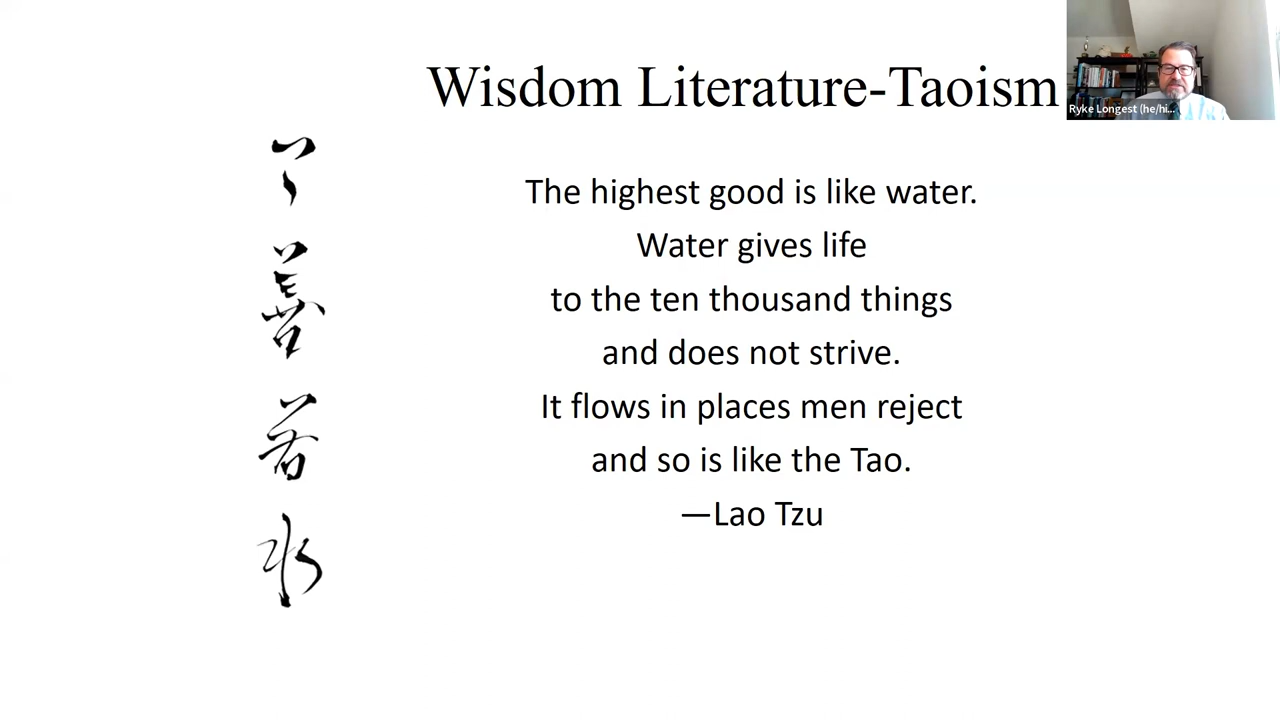 Wisdom Literature-Taoism
Ryke Longest (he/hi...
上善若水
The highest good is like water.
Water gives life
to the ten thousand things
and does not strive.
It flows in places men reject
and so is like the Tao.
—Lao Tzu